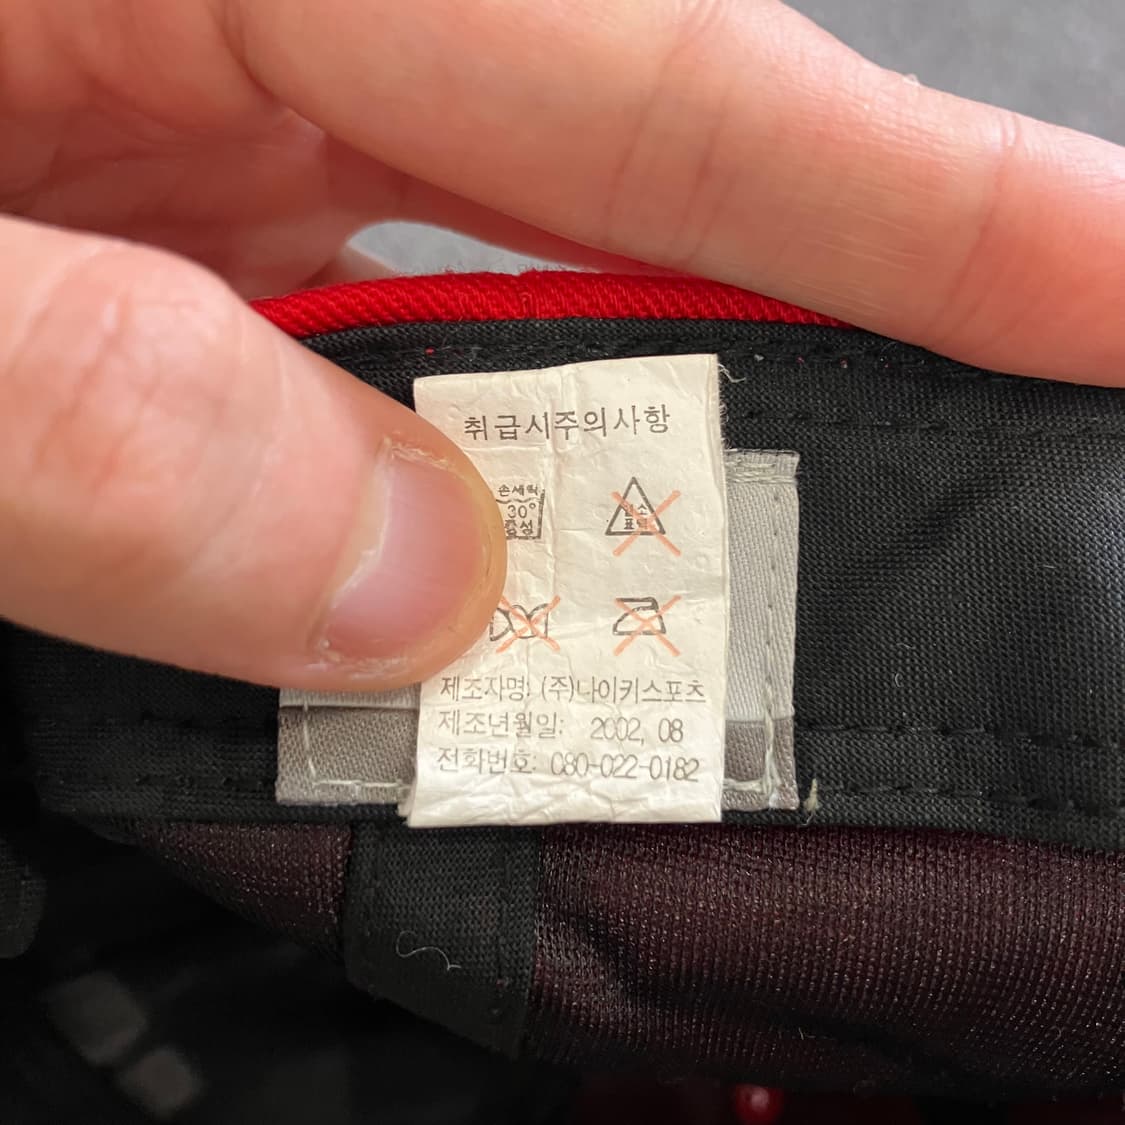 취급시주의사항
손세탁
30°
중성
염소
표백
제조자명: (주)나이키스포츠
제조년월일: 2002, 08
전화번호: 080-022-0182